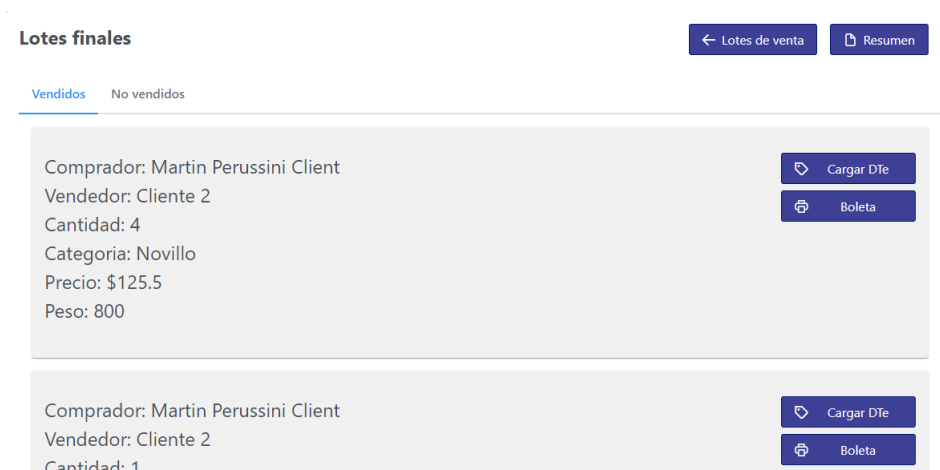 Lotes finales
Lotes de venta
Resumen
Vendidos
No vendidos
Comprador: Martin Perussini Client
Vendedor: Cliente 2
Cantidad: 4
Categoria: Novillo
Precio: $125.5
Peso: 800
Cargar DTe
Boleta
Comprador: Martin Perussini Client
Vendedor: Cliente 2
Cantidad: 1
Cargar DTe
Boleta